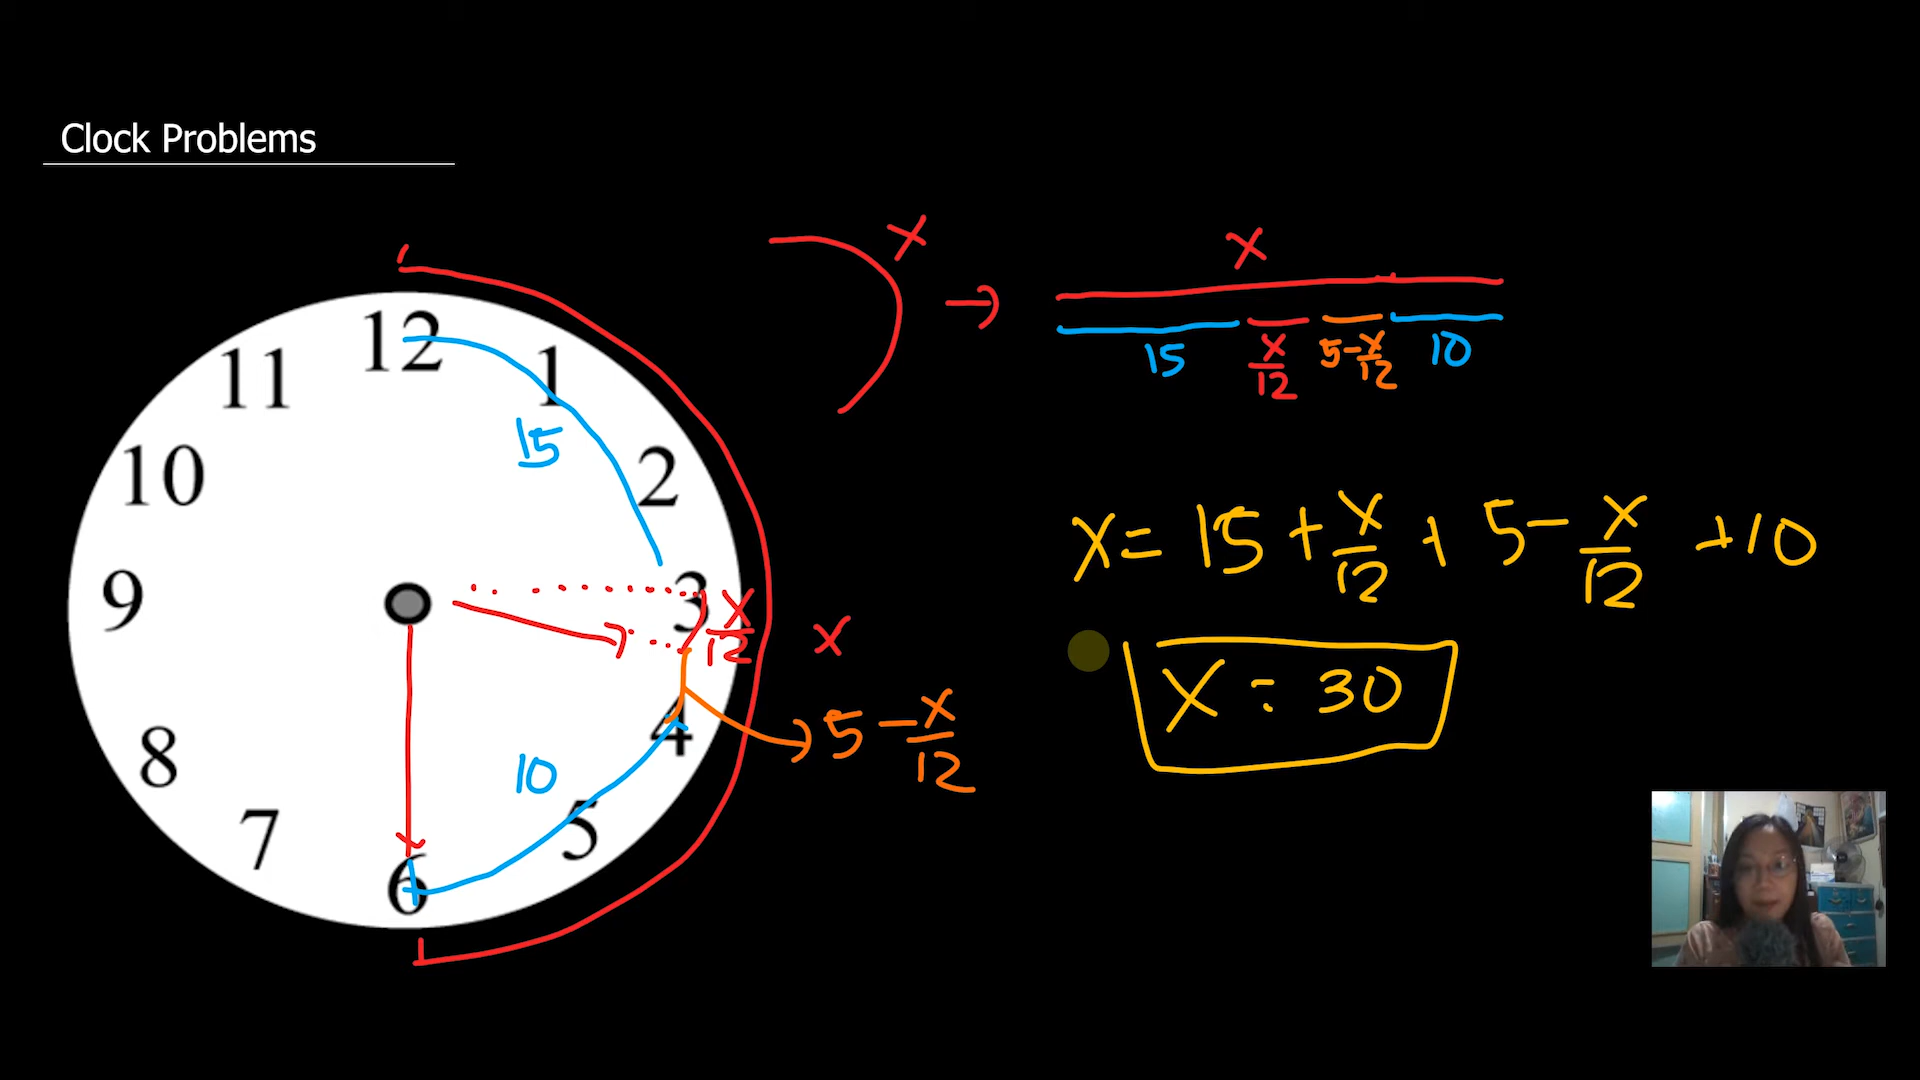 Clock Problems
12
1
2
3
4
5
6
7
8
9
10
11
15
10
x/12
x
5 - x/12
x
x
15
x/12
5 - x/12
10
x = 15 + x/12 + 5 - x/12 + 10
x = 30